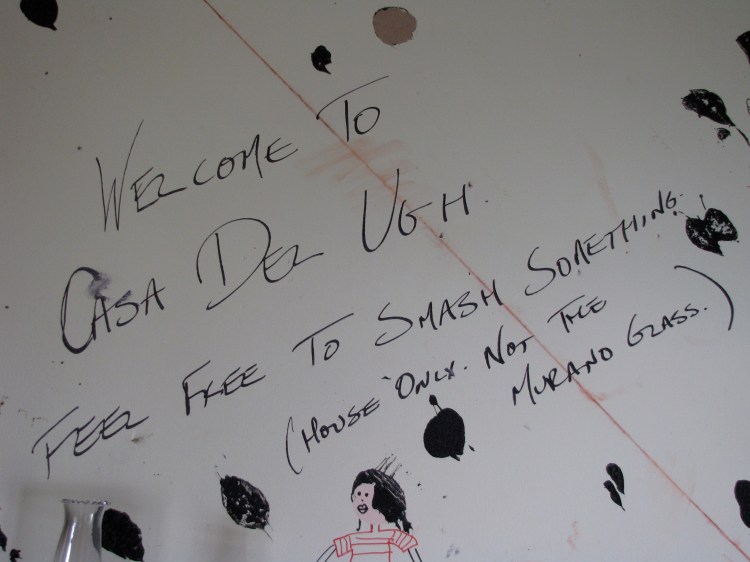 WELCOME TO
CASA DEL UGH.
FEEL FREE TO SMASH SOMETHING.
(HOUSE ONLY. NOT THE
MURANO GLASS.)